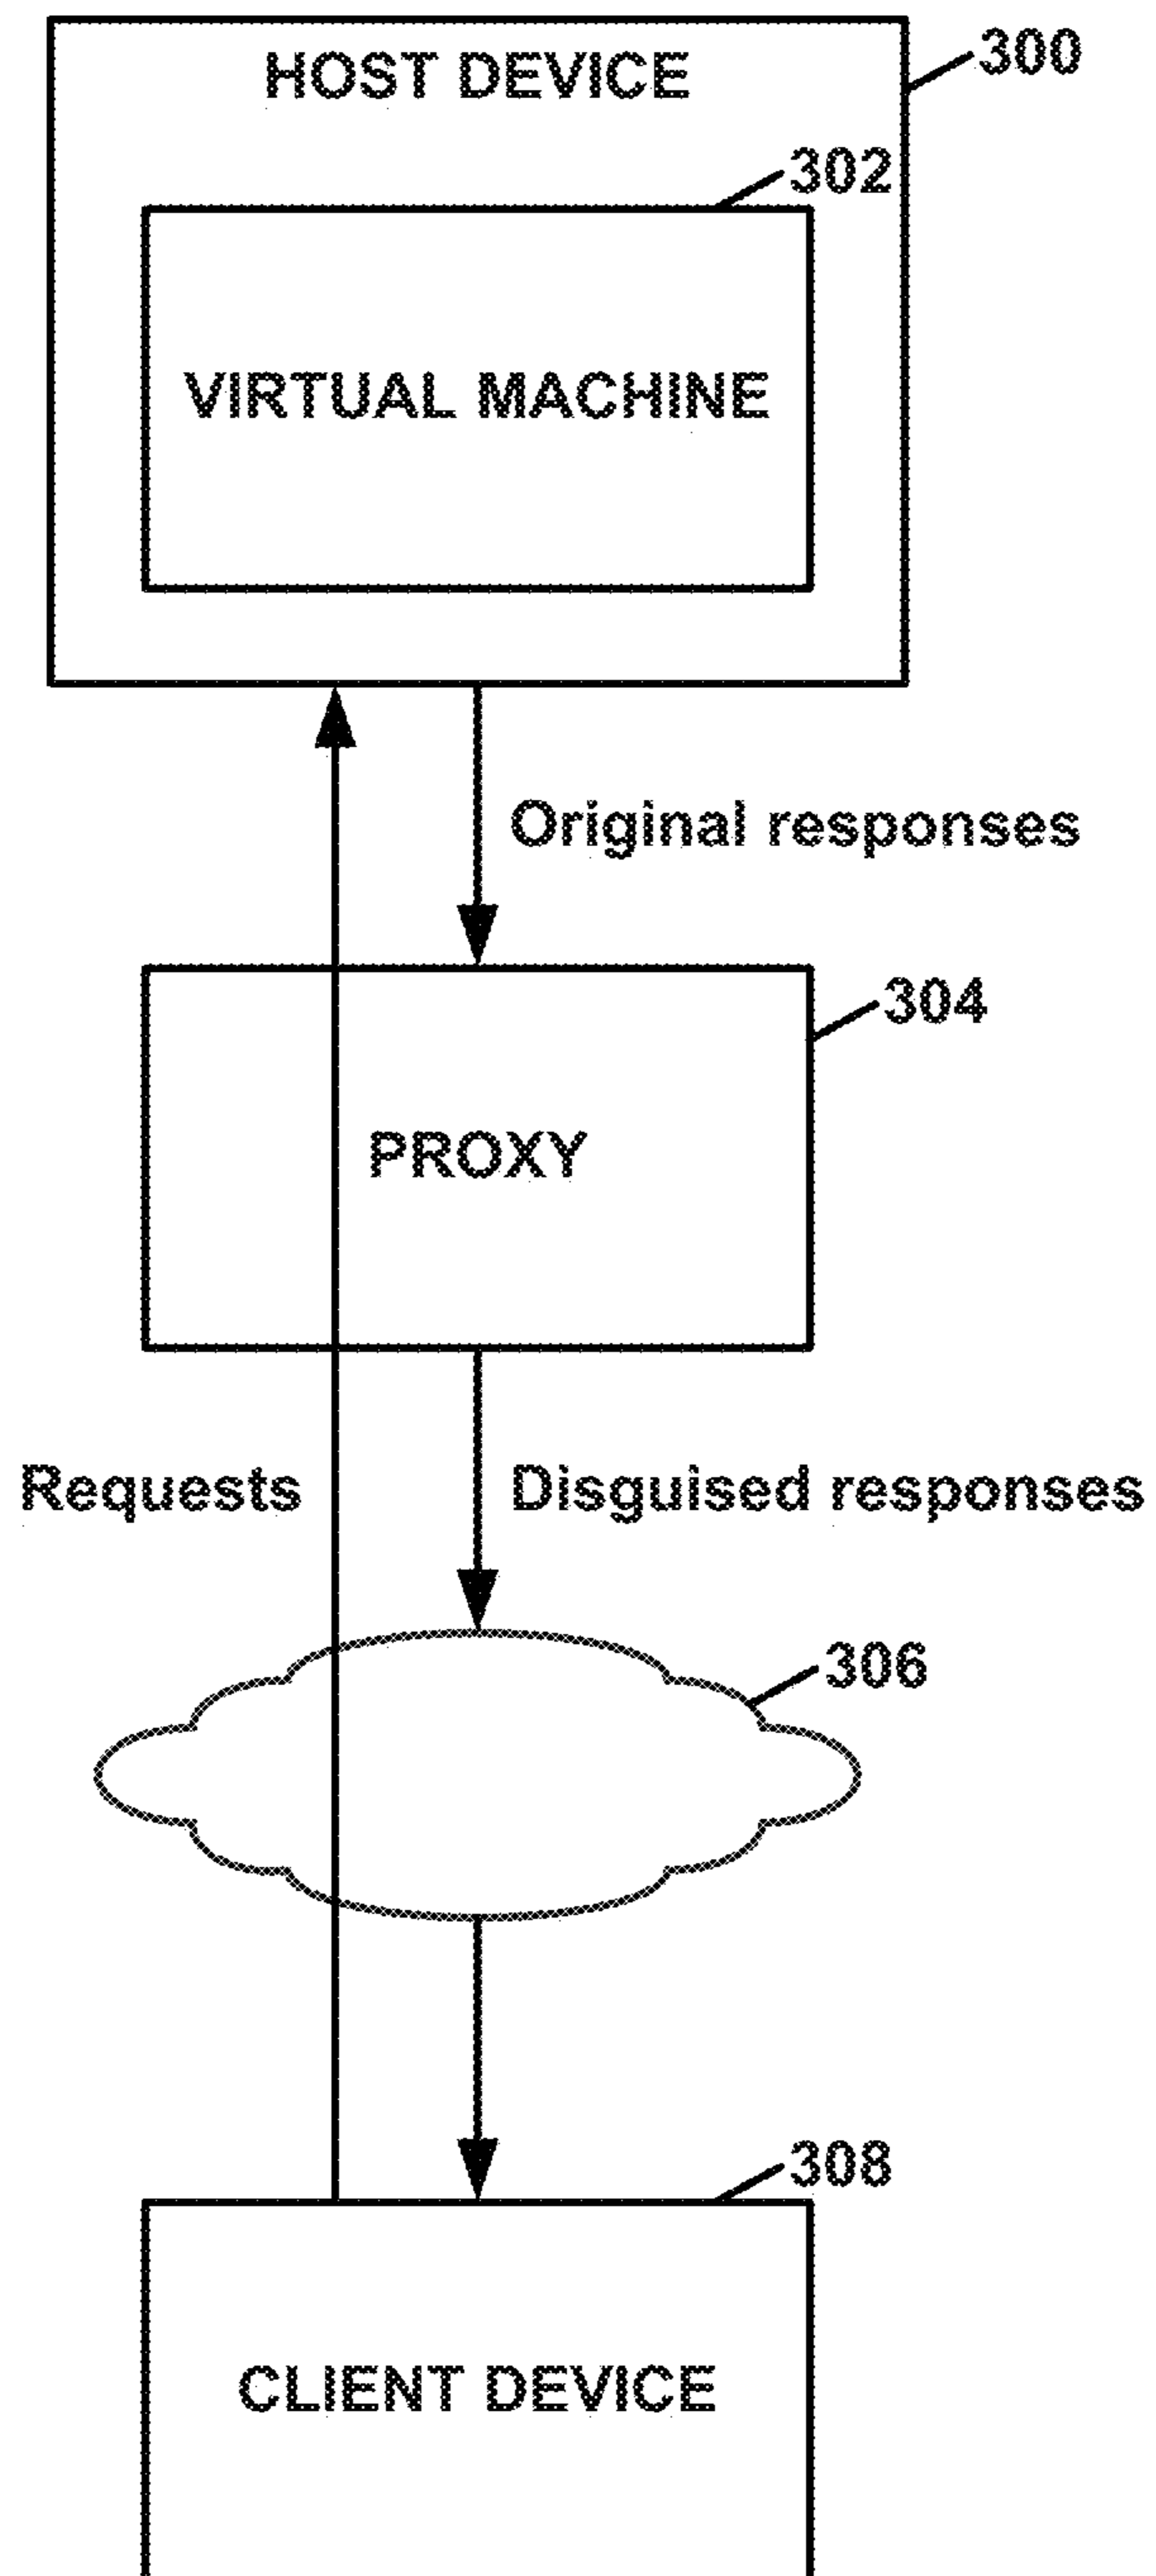 HOST DEVICE
300
302
VIRTUAL MACHINE
Original responses
304
PROXY
Requests
Disguised responses
306
308
CLIENT DEVICE